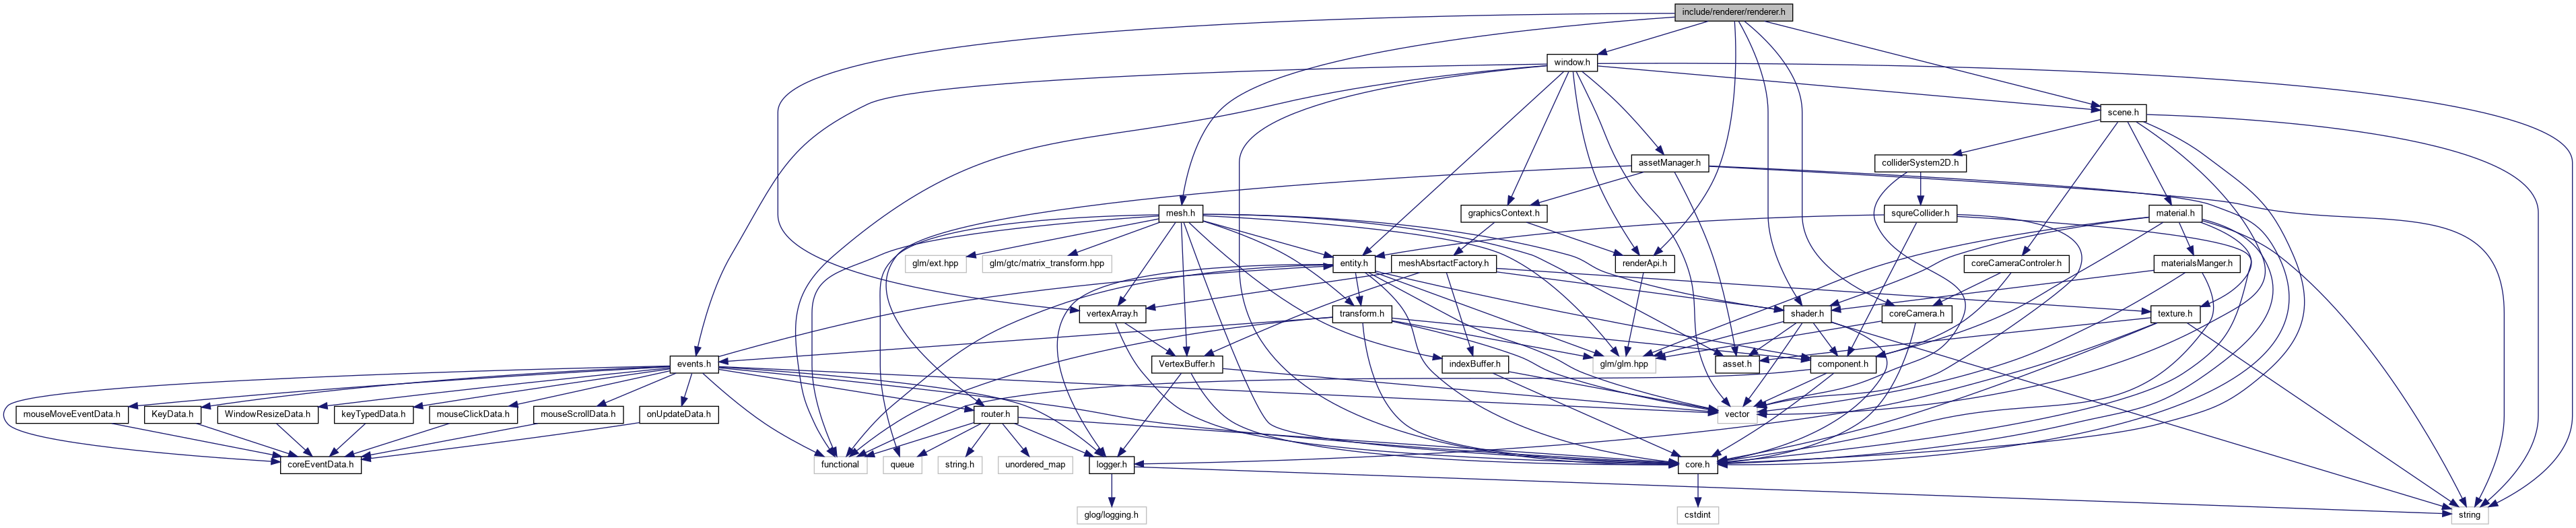 include/renderer/renderer.h
window.h
scene.h
assetManager.h
colliderSystem2D.h
mesh.h
graphicsContext.h
squreCollider.h
material.h
glm/ext.hpp
glm/gtc/matrix_transform.hpp
entity.h
meshAbsrtactFactory.h
renderApi.h
coreCameraControler.h
materialsManger.h
vertexArray.h
transform.h
shader.h
coreCamera.h
texture.h
events.h
VertexBuffer.h
indexBuffer.h
glm/glm.hpp
asset.h
component.h
mouseMoveEventData.h
KeyData.h
WindowResizeData.h
keyTypedData.h
mouseClickData.h
mouseScrollData.h
onUpdateData.h
router.h
vector
coreEventData.h
functional
queue
string.h
unordered_map
logger.h
core.h
glog/logging.h
cstdint
string